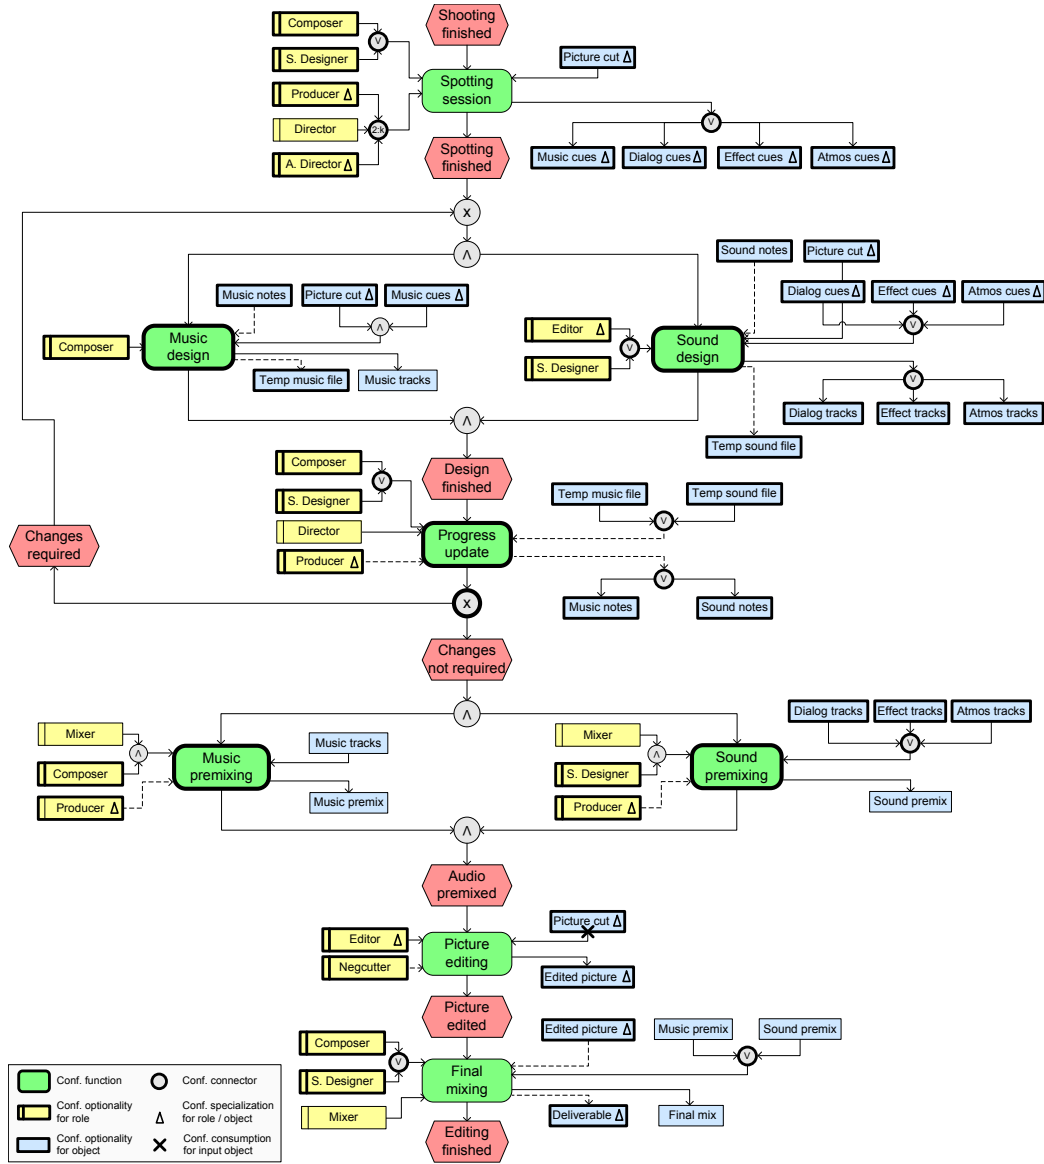 Composer
Shooting
finished
V
S. Designer
Picture cut Δ
Spotting
session
Producer Δ
Director
2:k
V
A. Director Δ
Spotting
finished
Music cues Δ
Dialog cues Δ
Effect cues Δ
Atmos cues Δ
X
Λ
Sound notes
Picture cut Δ
Music notes
Picture cut Δ
Music cues Δ
Dialog cues Δ
Effect cues Δ
Atmos cues Δ
Λ
V
Composer
Music
design
Editor Δ
V
S. Designer
Sound
design
Temp music file
Music tracks
V
Dialog tracks
Effect tracks
Atmos tracks
Λ
Temp sound file
Composer
V
S. Designer
Design
finished
Temp music file
Temp sound file
V
Director
Producer Δ
Progress
update
Changes
required
V
Music notes
Sound notes
X
Changes
not required
Λ
Mixer
Λ
Composer
Producer Δ
Music
premixing
Music tracks
Music premix
Mixer
Λ
S. Designer
Producer Δ
Sound
premixing
Dialog tracks
Effect tracks
Atmos tracks
V
Sound premix
Λ
Audio
premixed
Picture cut Δ
Editor Δ
Negcutter
Picture
editing
Edited picture Δ
Picture
edited
Composer
V
S. Designer
Mixer
Edited picture Δ
Music premix
Sound premix
V
Final
mixing
Deliverable Δ
Final mix
Editing
finished
Conf. function
Conf. connector
Conf. optionality
for role
Δ
Conf. specialization
for role / object
Conf. optionality
for object
Conf. consumption
for input object